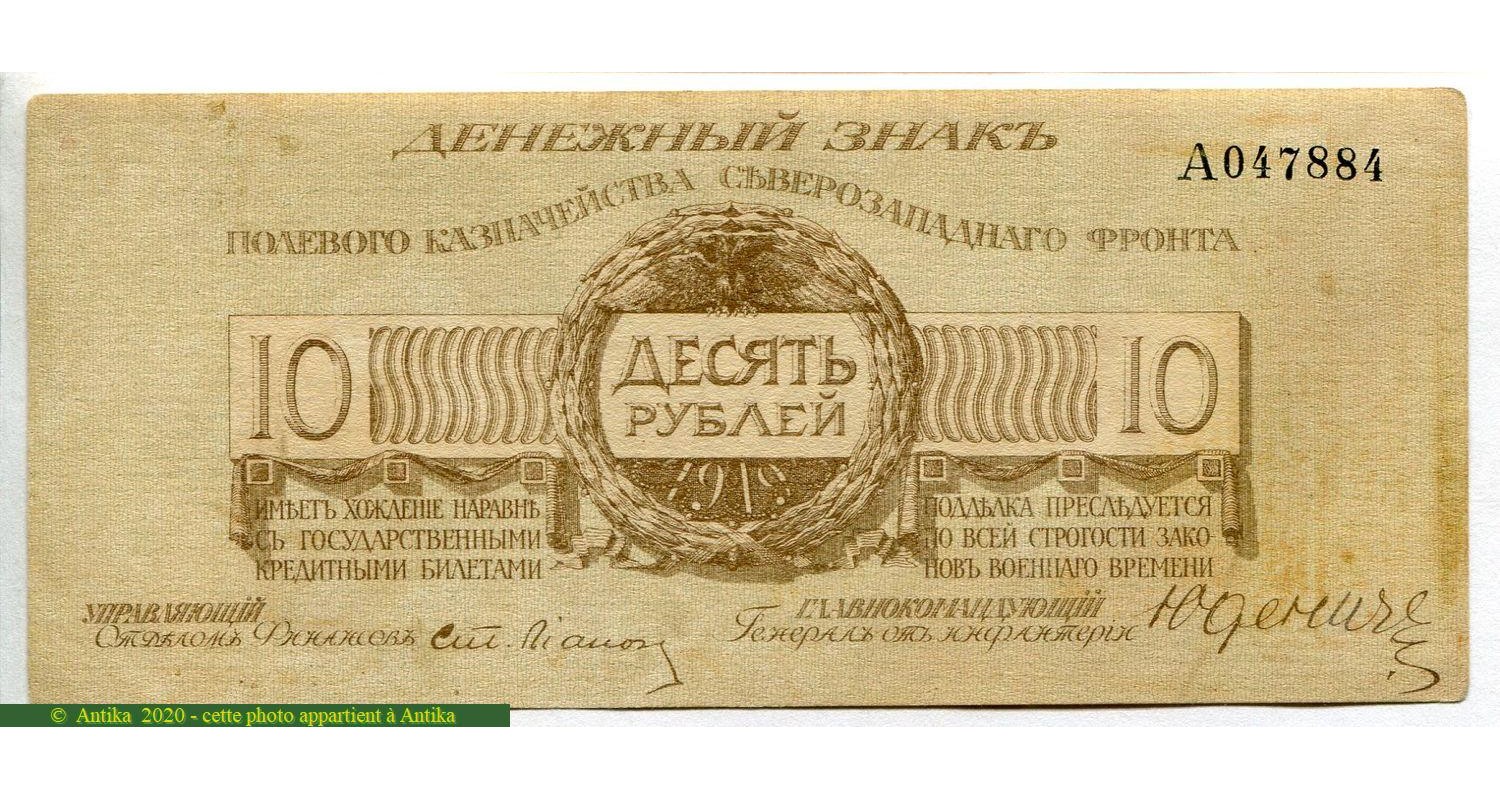 ДЕНЕЖНЫЙ ЗНАКЪ
А047884
ПОЛЕВОГО КАЗНАЧЕЙСТВА СѢВЕРОЗАПАДНАГО ФРОНТА
10
ДЕСЯТЬ
РУБЛЕЙ
10
1919
ИМѢЕТЪ ХОЖДЕНІЕ НАРАВНѢ
СЪ ГОСУДАРСТВЕННЫМИ
КРЕДИТНЫМИ БИЛЕТАМИ
ПОДДѢЛКА ПРЕСЛѢДУЕТСЯ
ПО ВСЕЙ СТРОГОСТИ ЗАКО-
НОВЪ ВОЕННАГО ВРЕМЕНИ
УПРАВЛЯЮЩІЙ
Отдѣломъ Финансовъ
ГЛАВНОКОМАНДУЮЩІЙ
Генералъ отъ инфантеріи Юденичъ
© Antika 2020 - cette photo appartient à Antika